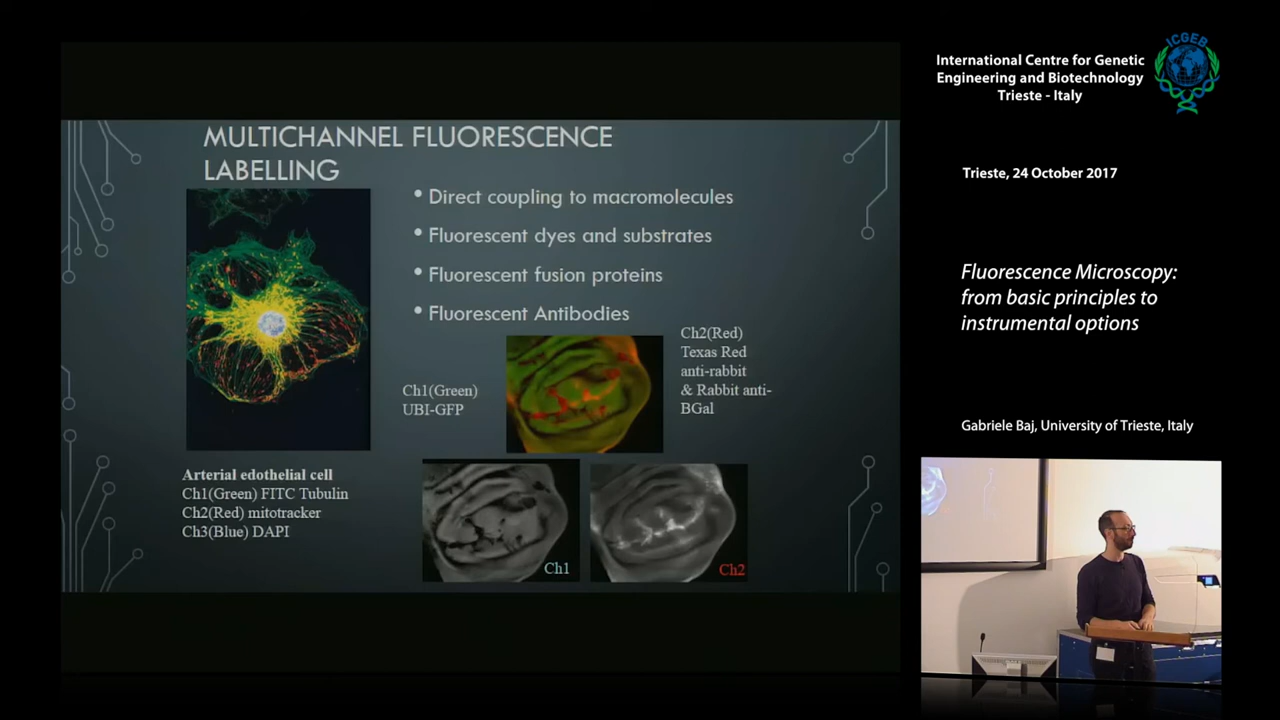 MULTICHANNEL FLUORESCENCE
LABELLING
• Direct coupling to macromolecules
• Fluorescent dyes and substrates
• Fluorescent fusion proteins
• Fluorescent Antibodies
Ch1(Green)
UBI-GFP
Ch2(Red)
Texas Red
anti-rabbit
& Rabbit anti-
BGal
Arterial edothelial cell
Ch1(Green) FITC Tubulin
Ch2(Red) mitotracker
Ch3(Blue) DAPI
Ch1
Ch2
International Centre for Genetic
Engineering and Biotechnology
Trieste - Italy
ICGEB
Trieste, 24 October 2017
Fluorescence Microscopy:
from basic principles to
instrumental options
Gabriele Baj, University of Trieste, Italy